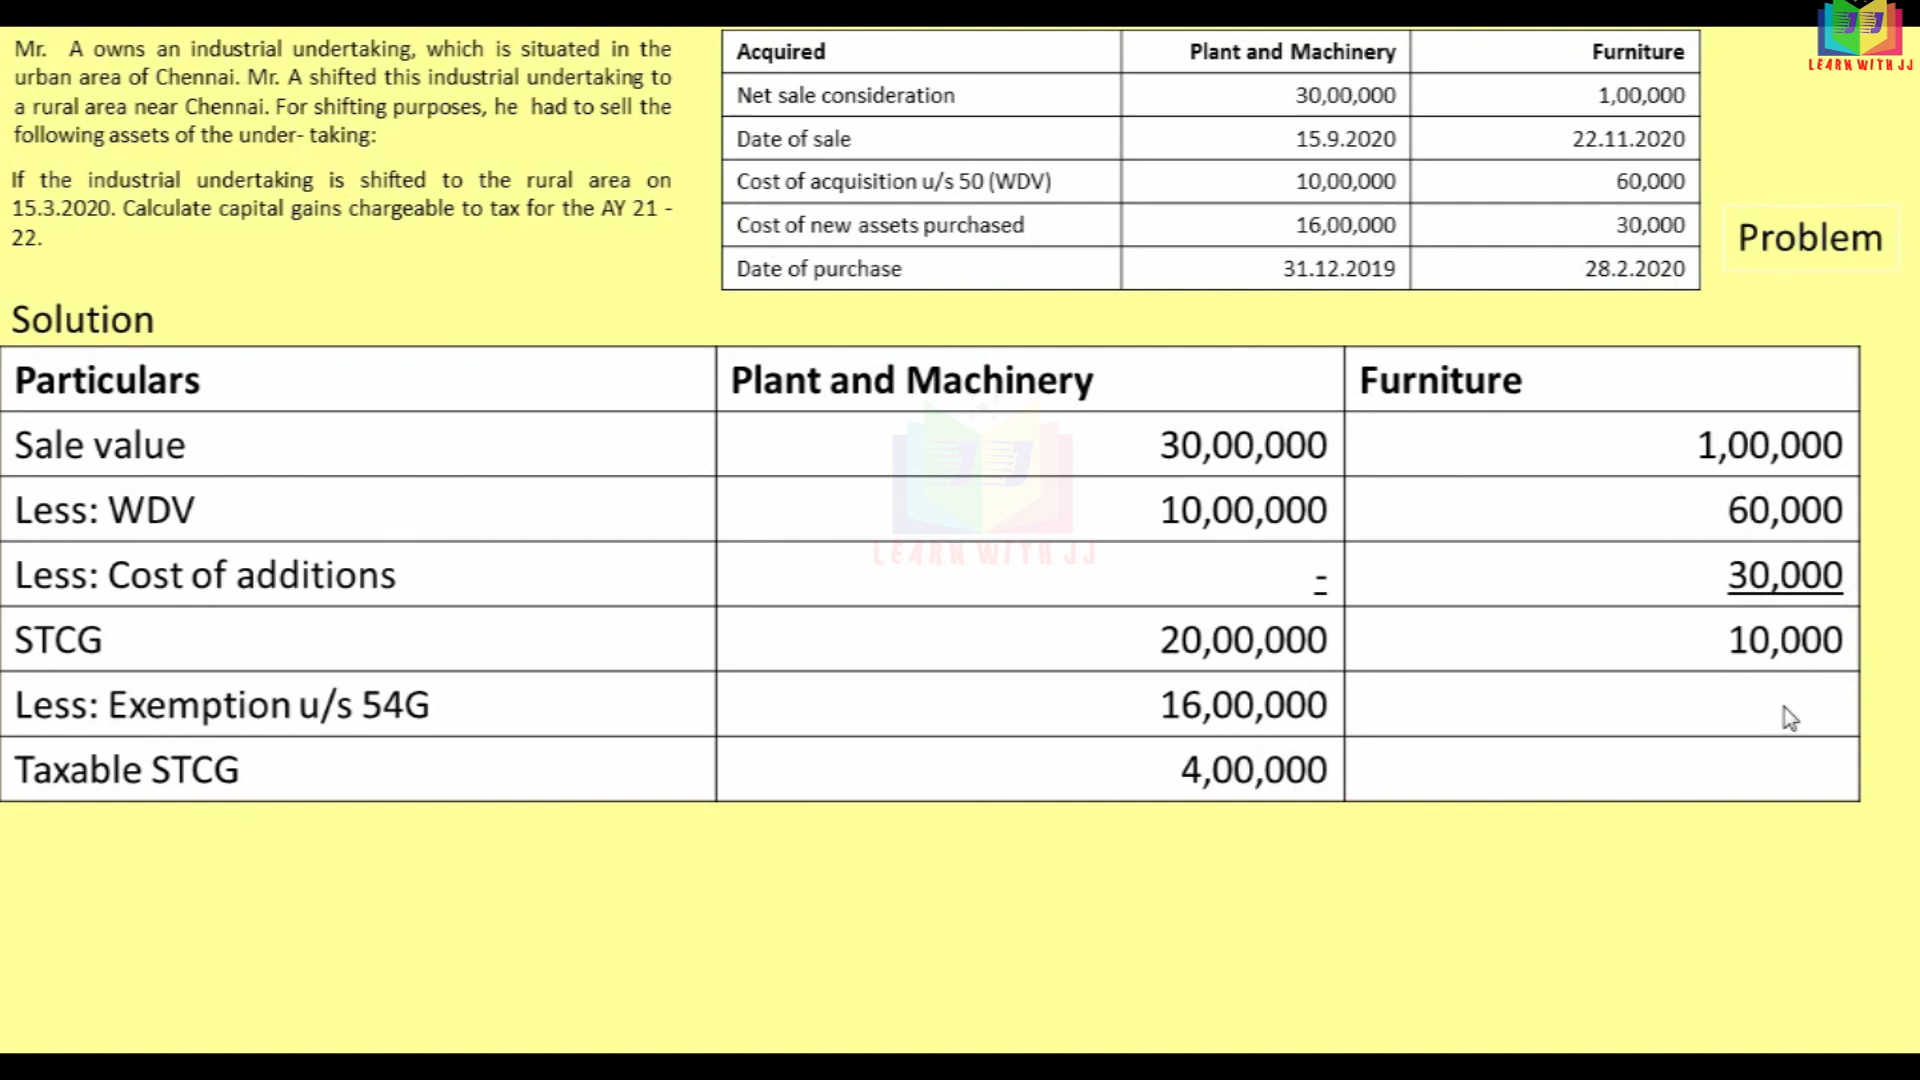 LEARN WITH JJ
Mr. A owns an industrial undertaking, which is situated in the
urban area of Chennai. Mr. A shifted this industrial undertaking to
a rural area near Chennai. For shifting purposes, he had to sell the
following assets of the under- taking:
If the industrial undertaking is shifted to the rural area on
15.3.2020. Calculate capital gains chargeable to tax for the AY 21 -
22.
Acquired Plant and Machinery Furniture
Net sale consideration 30,00,000 1,00,000
Date of sale 15.9.2020 22.11.2020
Cost of acquisition u/s 50 (WDV) 10,00,000 60,000
Cost of new assets purchased 16,00,000 30,000
Date of purchase 31.12.2019 28.2.2020
Problem
Solution
Particulars Plant and Machinery Furniture
Sale value 30,00,000 1,00,000
Less: WDV 10,00,000 60,000
LEARN WITH JJ
Less: Cost of additions - 30,000
STCG 20,00,000 10,000
Less: Exemption u/s 54G 16,00,000
Taxable STCG 4,00,000